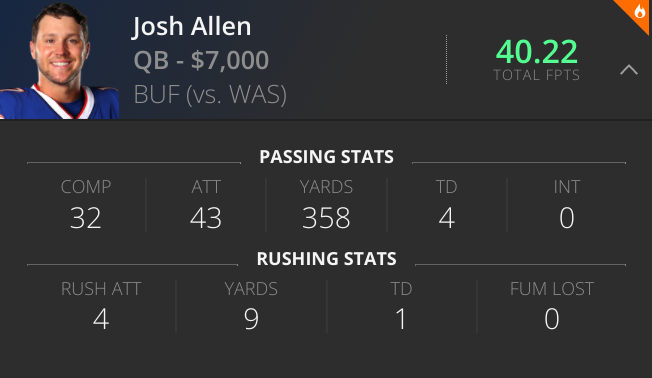 Josh Allen
QB - $7,000
BUF (vs. WAS)
40.22
TOTAL FPTS
PASSING STATS
COMP ATT YARDS TD INT
32 43 358 4 0
RUSHING STATS
RUSH ATT YARDS TD FUM LOST
4 9 1 0